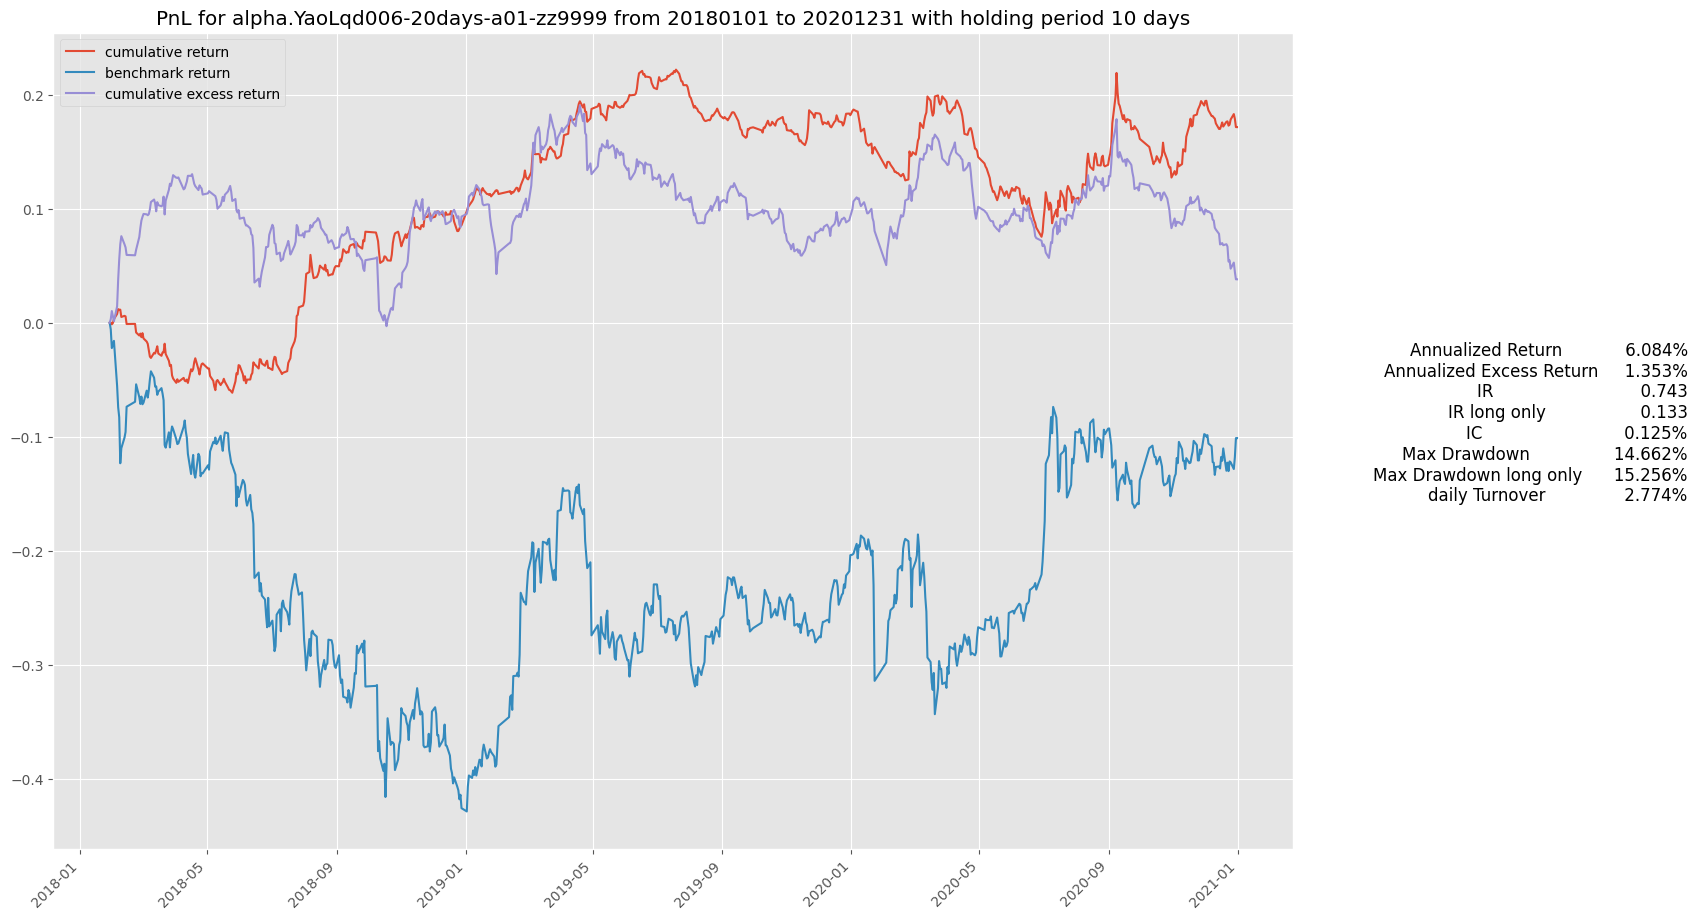 PnL for alpha.YaoLqd006-20days-a01-zz9999 from 20180101 to 20201231 with holding period 10 days
cumulative return
benchmark return
cumulative excess return
0.2
0.1
0.0
−0.1
−0.2
−0.3
−0.4
2018-01
2018-05
2018-09
2019-01
2019-05
2019-09
2020-01
2020-05
2020-09
2021-01
Annualized Return 6.084%
Annualized Excess Return 1.353%
IR 0.743
IR long only 0.133
IC 0.125%
Max Drawdown 14.662%
Max Drawdown long only 15.256%
daily Turnover 2.774%